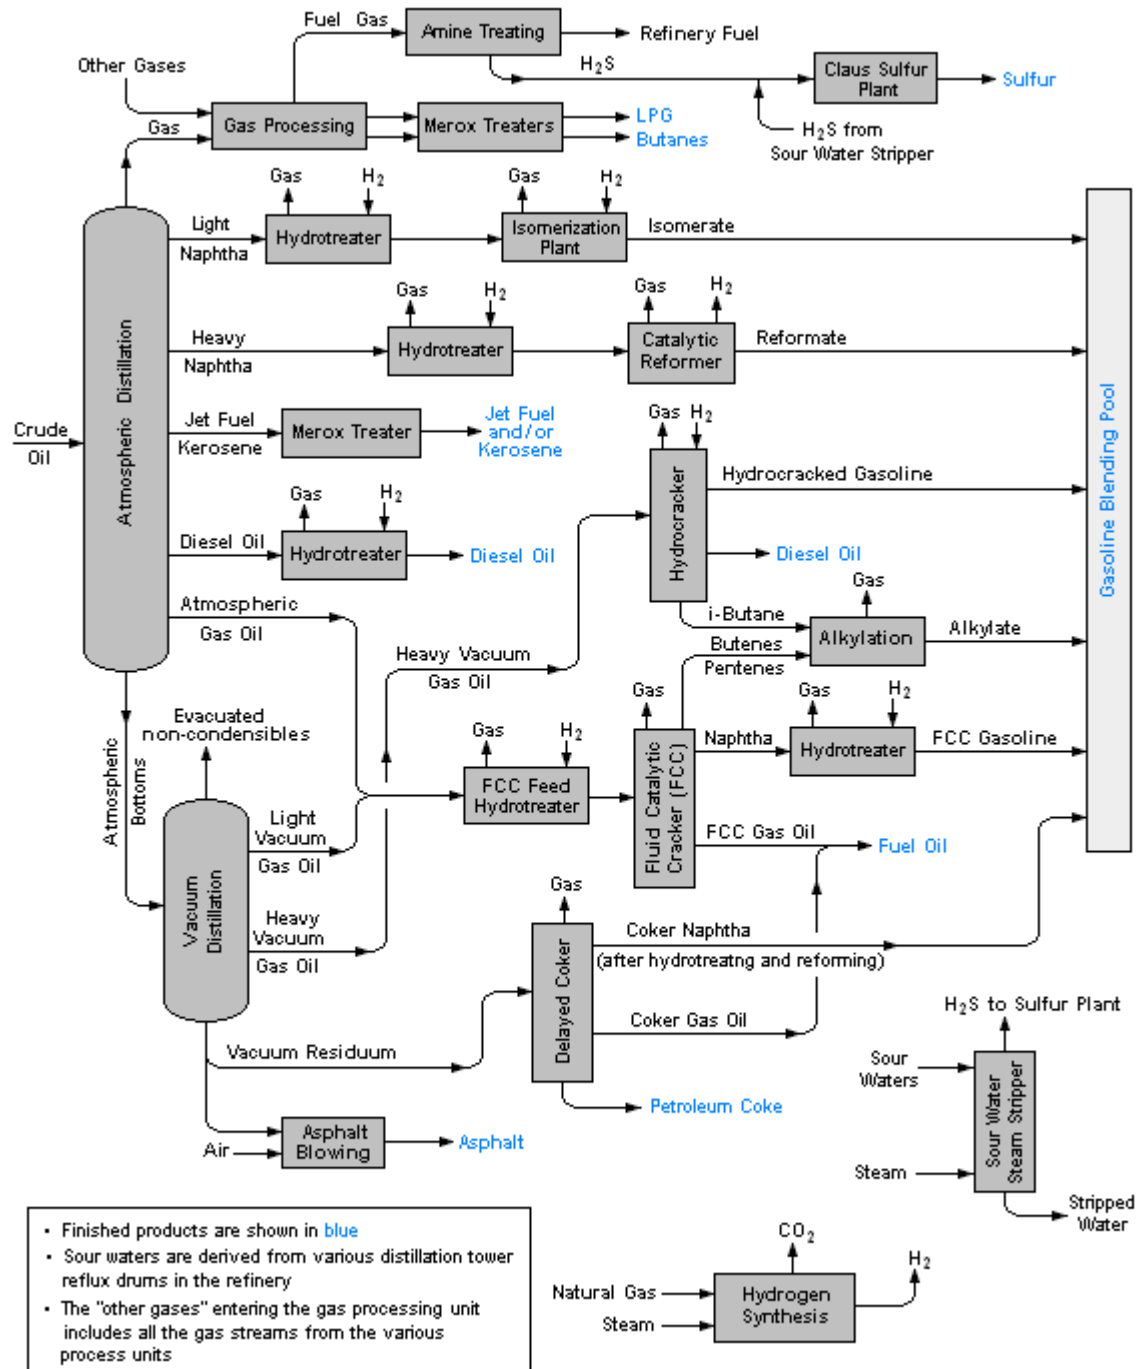 Fuel Gas
Amine Treating
Refinery Fuel
H2S
Other Gases
Claus Sulfur
Plant
Sulfur
Gas
Gas Processing
Merox Treaters
LPG
Butanes
H2S from
Sour Water Stripper
Gas
H2
Gas
H2
Light
Naphtha
Hydrotreater
Isomerization
Plant
Isomerate
Gas
H2
Gas
H2
Heavy
Naphtha
Hydrotreater
Catalytic
Reformer
Reformate
Crude
Oil
Atmospheric Distillation
Jet Fuel
Kerosene
Merox Treater
Jet Fuel
and/or
Kerosene
Gas
H2
Hydrocracker
Hydrocracked Gasoline
Gasoline Blending Pool
Gas
H2
Diesel Oil
Hydrotreater
Diesel Oil
Diesel Oil
Gas
Atmospheric
Gas Oil
i-Butane
Alkylation
Alkylate
Butenes
Pentenes
Heavy Vacuum
Gas Oil
Evacuated
non-condensibles
Atmospheric
Bottoms
Gas
H2
FCC Feed
Hydrotreater
Gas
Fluid Catalytic
Cracker (FCC)
Naphtha
Gas
H2
Hydrotreater
FCC Gasoline
Light
Vacuum
Gas Oil
FCC Gas Oil
Fuel Oil
Vacuum
Distillation
Heavy
Vacuum
Gas Oil
Gas
Delayed Coker
Coker Naphtha
(after hydrotreatng and reforming)
Coker Gas Oil
Vacuum Residuum
Petroleum Coke
H2S to Sulfur Plant
Sour
Waters
Sour Water
Steam Stripper
Steam
Stripped
Water
Air
Asphalt
Blowing
Asphalt
• Finished products are shown in blue
• Sour waters are derived from various distillation tower
reflux drums in the refinery
• The "other gases" entering the gas processing unit
includes all the gas streams from the various
process units
CO2
H2
Natural Gas
Steam
Hydrogen
Synthesis